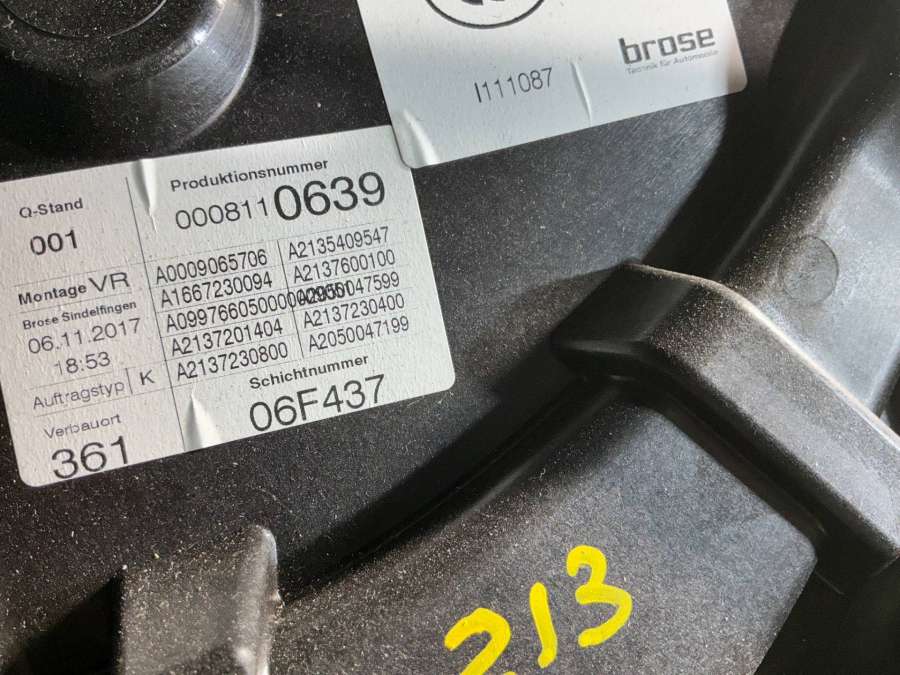 brose
Technik für Automobile
I111087
Q-Stand
001
Produktionsnummer
0008110639
Montage VR
Brose Sindelfingen
06.11.2017
18:53
Auftragstyp K
A0009065706 A2135409547
A1667230094 A2137600100
A2137201404 A2137230400
A2137230800 A2050047199
Verbauort
361
Schichtnummer
06F437
213